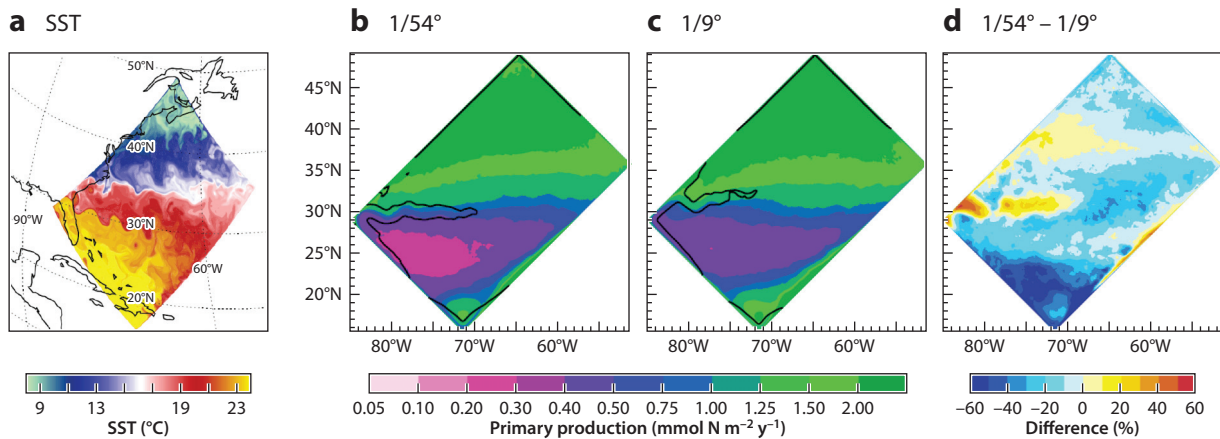 a SST
b 1/54°
c 1/9°
d 1/54° – 1/9°
50°N
40°N
30°N
20°N
90°W
60°W
45°N
40°N
35°N
30°N
25°N
20°N
80°W 70°W 60°W
80°W 70°W 60°W
80°W 70°W 60°W
9 13 19 23
SST (°C)
0.05 0.10 0.20 0.30 0.40 0.50 0.75 1.00 1.25 1.50 2.00
Primary production (mmol N m⁻² y⁻¹)
–60 –40 –20 0 20 40 60
Difference (%)